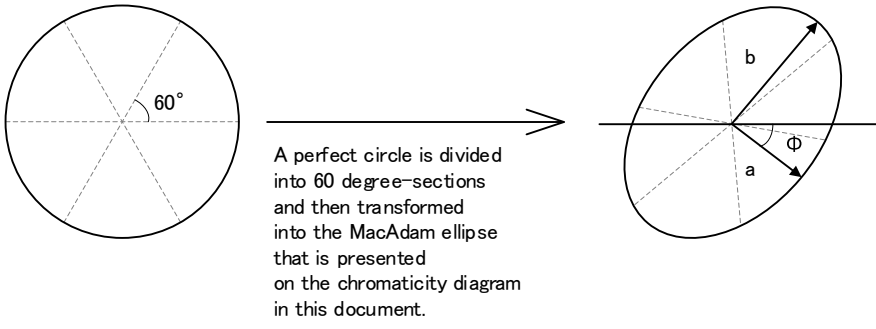 60°
A perfect circle is divided
into 60 degree-sections
and then transformed
into the MacAdam ellipse
that is presented
on the chromaticity diagram
in this document.
b
Φ
a